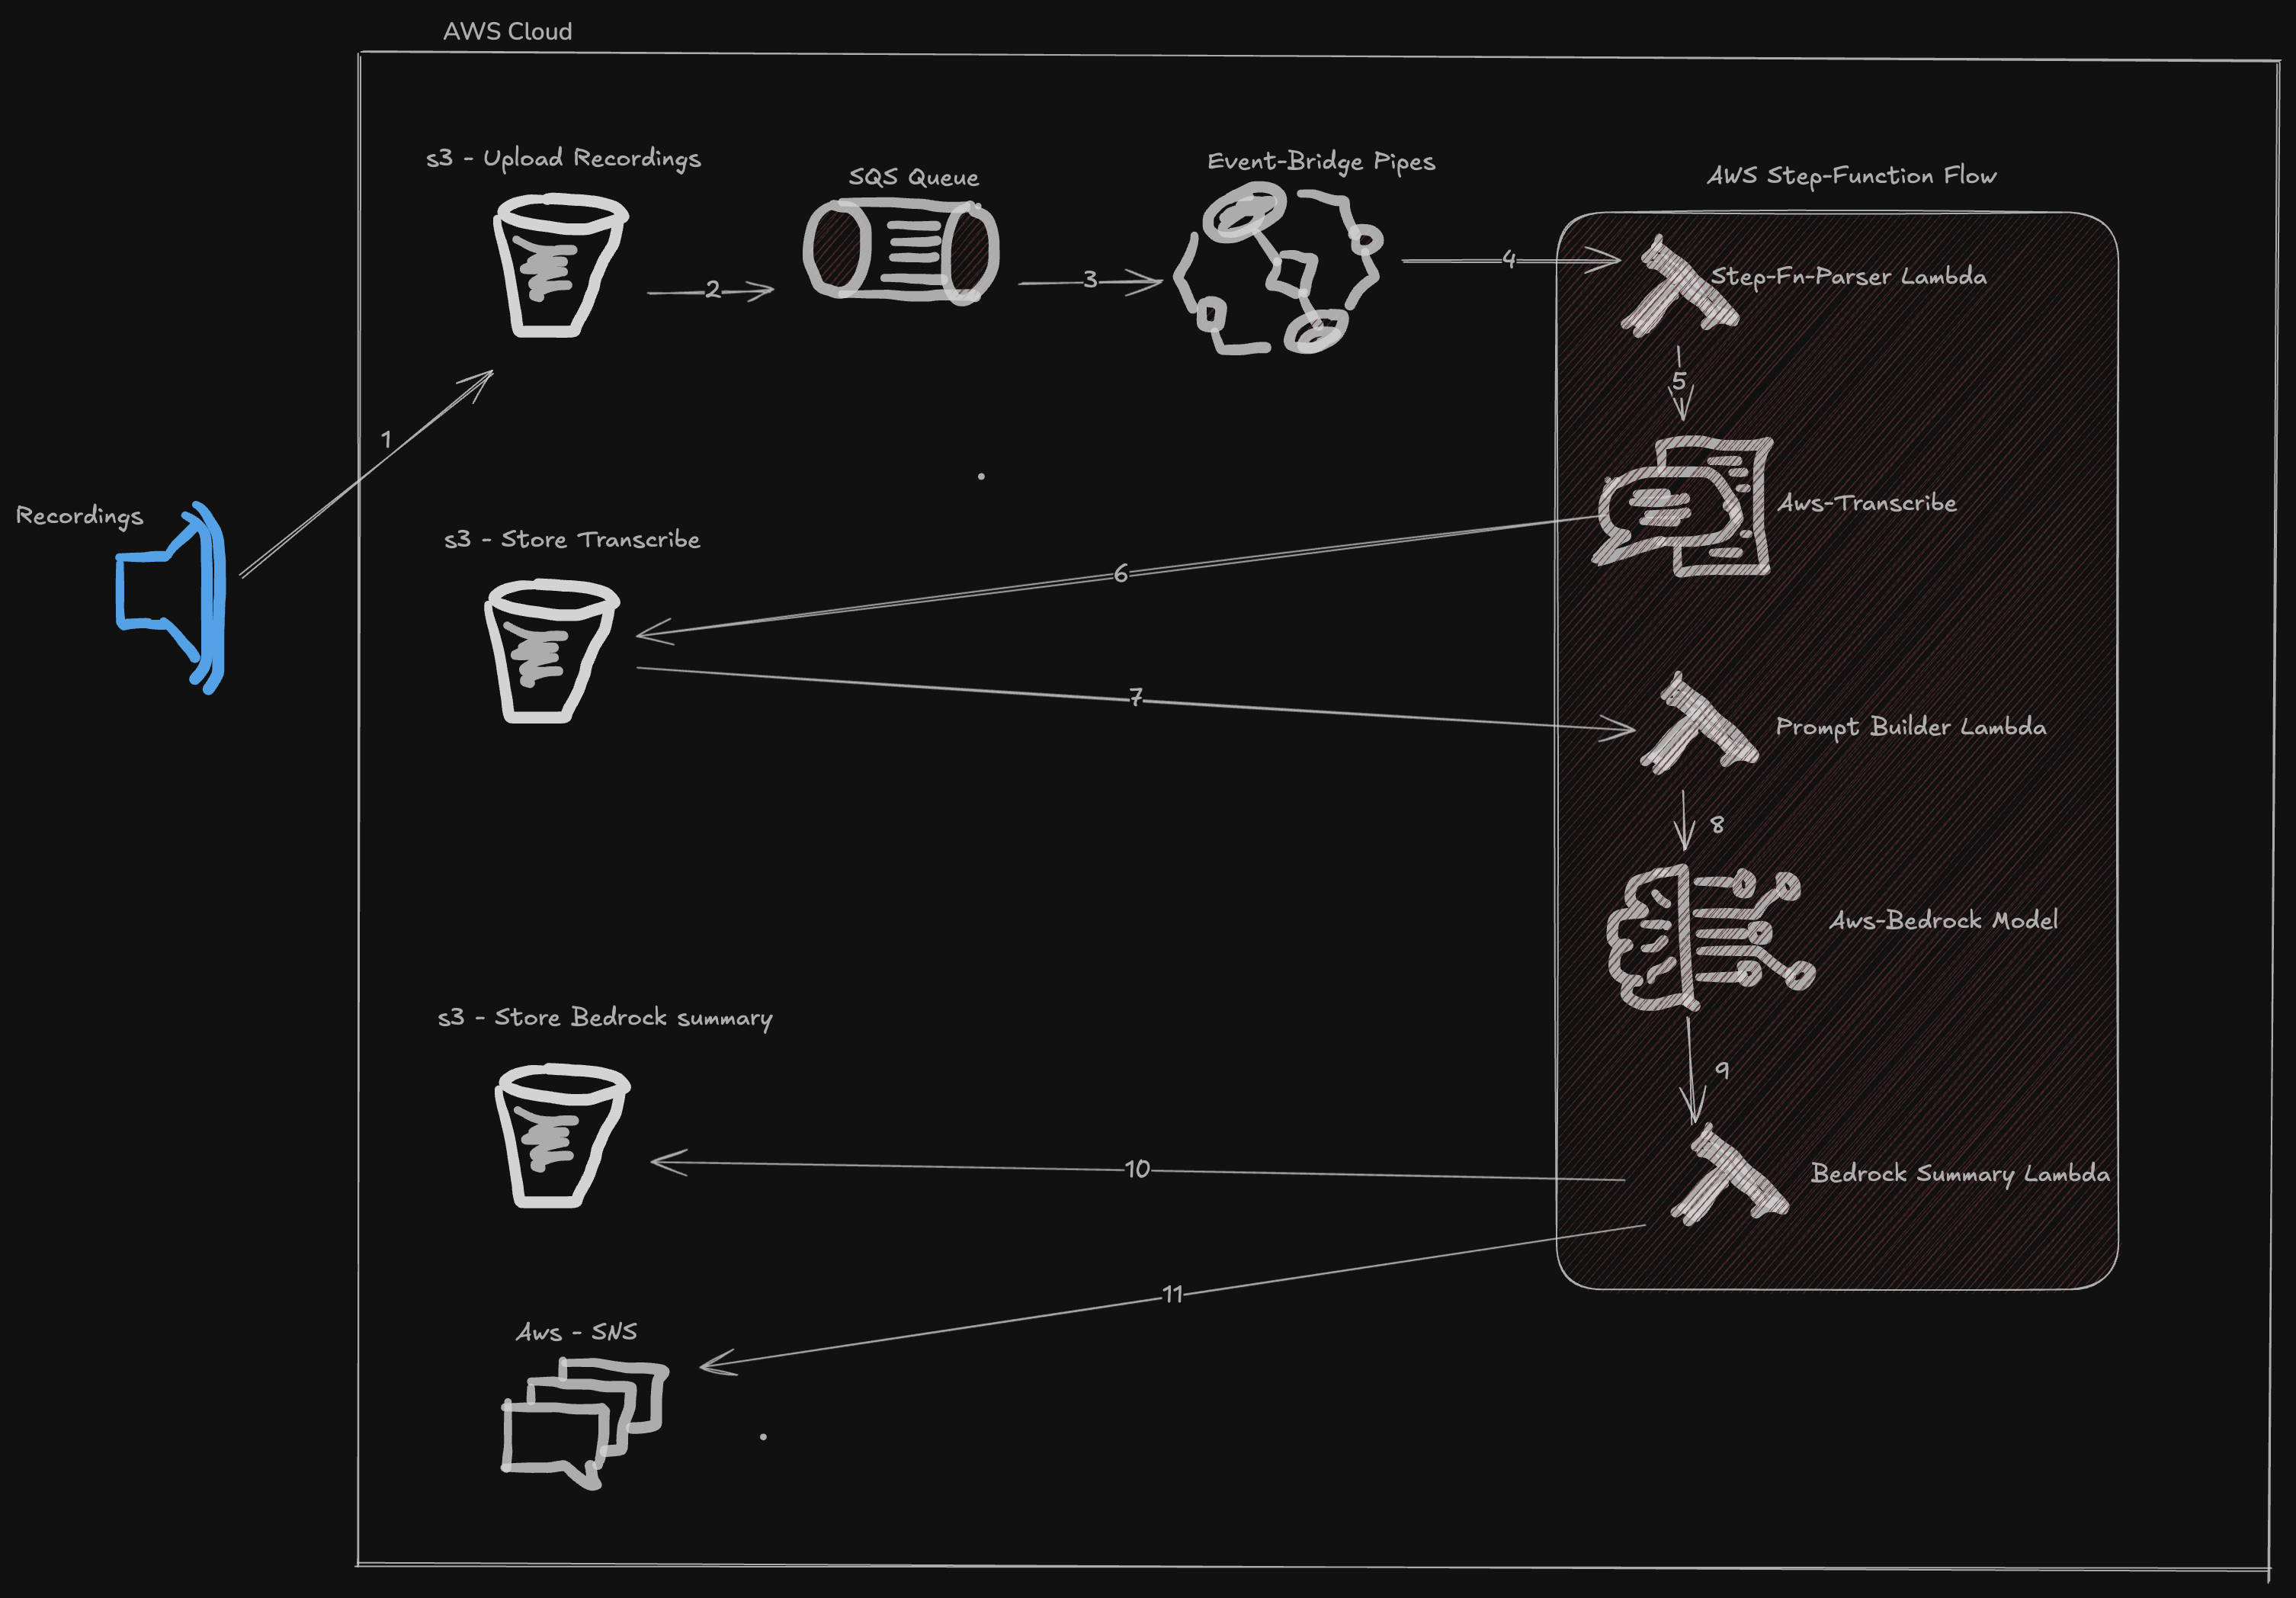 AWS Cloud
s3 - Upload Recordings
SQS Queue
Event-Bridge Pipes
AWS Step-Function Flow
2
3
4
Step-Fn-Parser Lambda
5
1
Recordings
s3 - Store Transcribe
Aws-Transcribe
6
7
Prompt Builder Lambda
8
Aws-Bedrock Model
s3 - Store Bedrock summary
9
10
Bedrock Summary Lambda
11
Aws - SNS